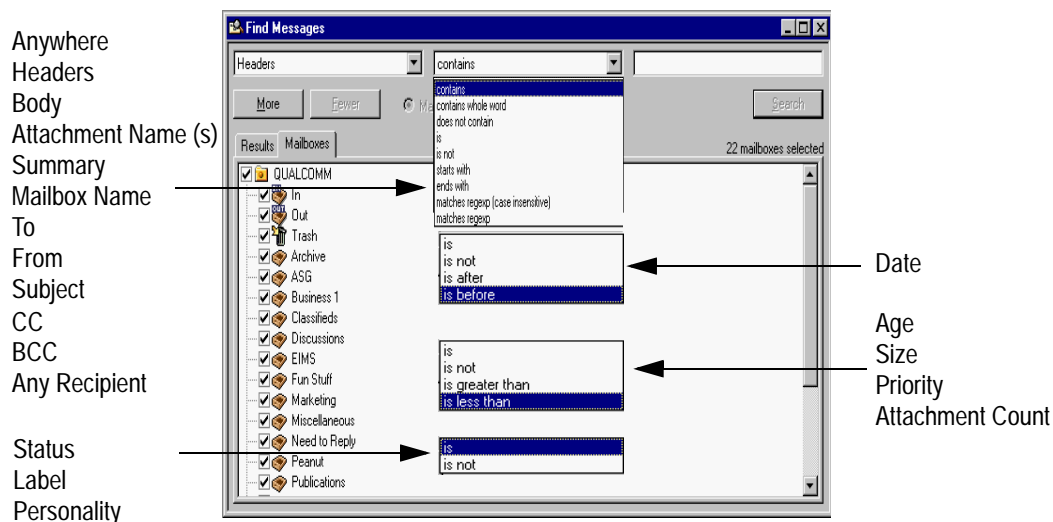 Anywhere
Headers
Body
Attachment Name (s)
Summary
Mailbox Name
To
From
Subject
CC
BCC
Any Recipient
Status
Label
Personality
Find Messages
Headers
contains
More
Fewer
Ma
Search
contains
contains whole word
does not contain
is
is not
starts with
ends with
matches regexp (case insensitive)
matches regexp
Results
Mailboxes
22 mailboxes selected
QUALCOMM
In
Out
Trash
Archive
ASG
Business 1
Classifieds
Discussions
EIMS
Fun Stuff
Marketing
Miscellaneous
Need to Reply
Peanut
Publications
is
is not
is after
is before
is
is not
is greater than
is less than
is
is not
Date
Age
Size
Priority
Attachment Count